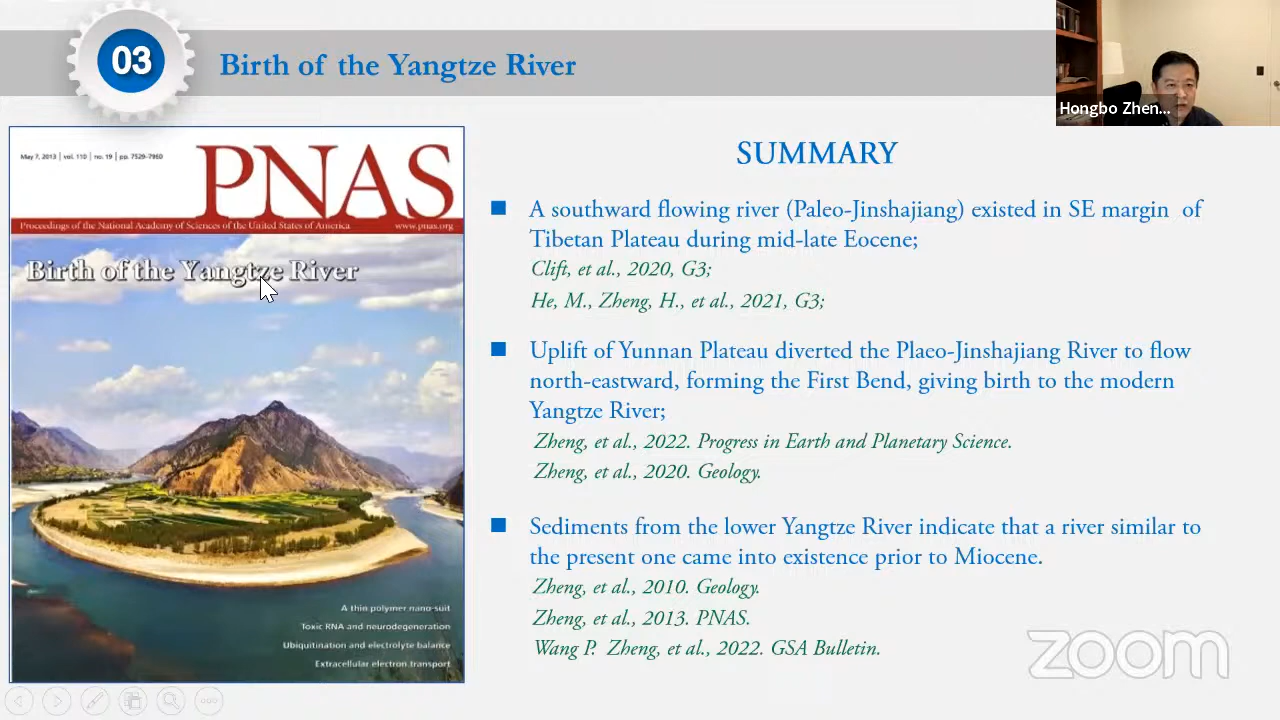 03
Birth of the Yangtze River
Hongbo Zhen...
May 7, 2013 | vol. 110 | no. 19 | pp. 7529–7960
PNAS
Proceedings of the National Academy of Sciences of the United States of America www.pnas.org
Birth of the Yangtze River
A thin polymer nano-suit
Toxic RNA and neurodegeneration
Ubiquitination and electrolyte balance
Extracellular electron transport
SUMMARY
A southward flowing river (Paleo-Jinshajiang) existed in SE margin of
Tibetan Plateau during mid-late Eocene;
Clift, et al., 2020, G3;
He, M., Zheng, H., et al., 2021, G3;
Uplift of Yunnan Plateau diverted the Plaeo-Jinshajiang River to flow
north-eastward, forming the First Bend, giving birth to the modern
Yangtze River;
Zheng, et al., 2022. Progress in Earth and Planetary Science.
Zheng, et al., 2020. Geology.
Sediments from the lower Yangtze River indicate that a river similar to
the present one came into existence prior to Miocene.
Zheng, et al., 2010. Geology.
Zheng, et al., 2013. PNAS.
Wang P. Zheng, et al., 2022. GSA Bulletin.
zoom